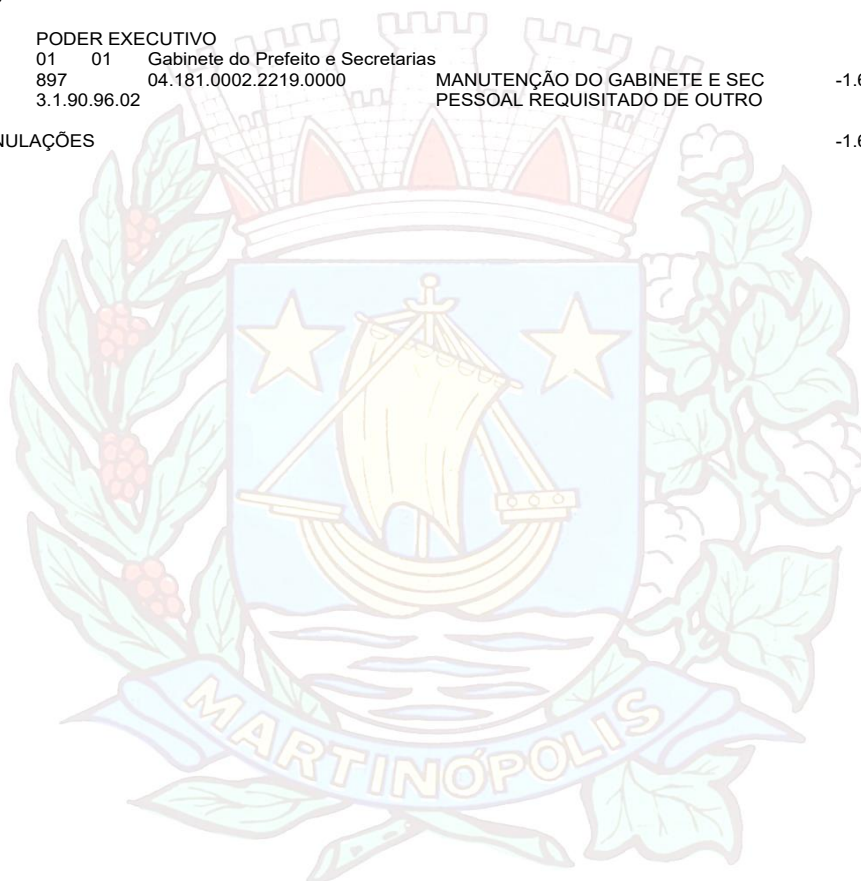 PODER EXECUTIVO
01 01 Gabinete do Prefeito e Secretarias
897 04.181.0002.2219.0000 MANUTENÇÃO DO GABINETE E SEC
3.1.90.96.02 PESSOAL REQUISITADO DE OUTRO
MARTINÓPOLIS